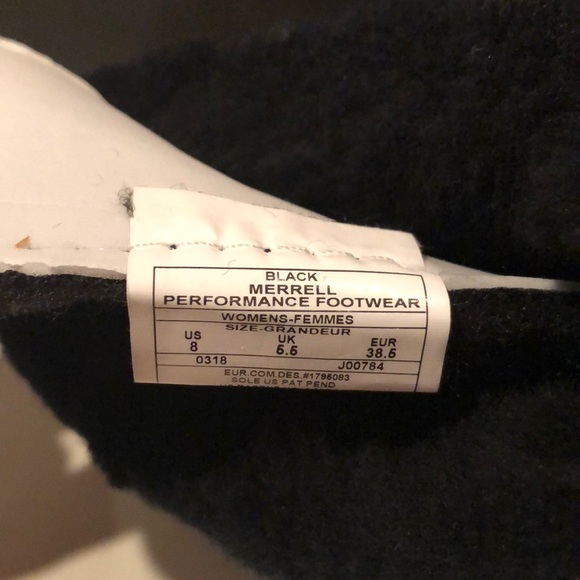 BLACK
MERRELL
PERFORMANCE FOOTWEAR
WOMENS-FEMMES
SIZE-GRANDEUR
US UK EUR
8 5.5 38.5
0318 J00784
EUR.COM.DES.#1795083
SOLE US PAT PEND